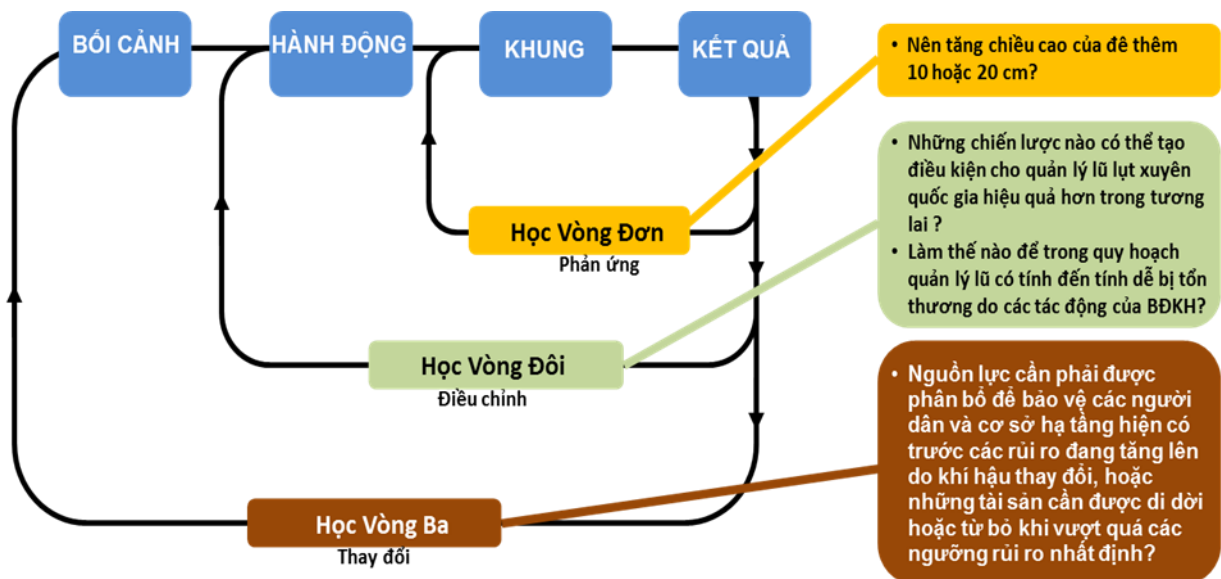 BỐI CẢNH
HÀNH ĐỘNG
KHUNG
KẾT QUẢ
Học Vòng Đơn
Phản ứng
Học Vòng Đôi
Điều chỉnh
Học Vòng Ba
Thay đổi
• Nên tăng chiều cao của đê thêm
10 hoặc 20 cm?
• Những chiến lược nào có thể tạo
điều kiện cho quản lý lũ lụt xuyên
quốc gia hiệu quả hơn trong tương
lai ?
• Làm thế nào để trong quy hoạch
quản lý lũ có tính đến tính dễ bị tổn
thương do các tác động của BĐKH?
• Nguồn lực cần phải được
phân bổ để bảo vệ các người
dân và cơ sở hạ tầng hiện có
trước các rủi ro đang tăng lên
do khí hậu thay đổi, hoặc
những tài sản cần được di dời
hoặc từ bỏ khi vượt quá các
ngưỡng rủi ro nhất định?